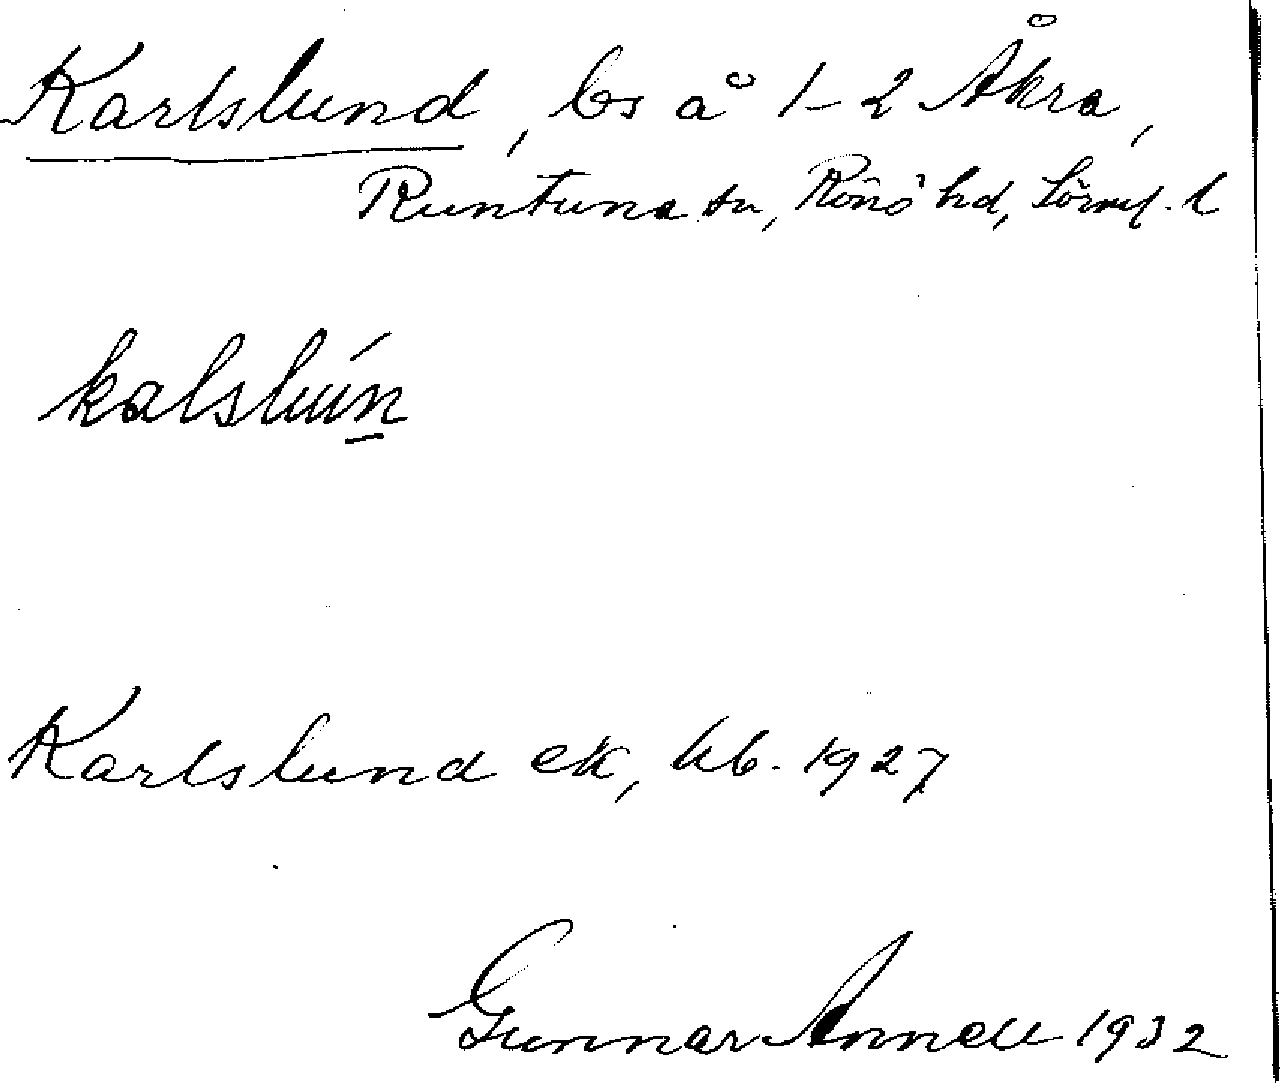 Karlslund, bs å 1-2 Åkra,
Runtuna sn, Rönö hd, Sörml. l
kalslun
Karlslund ek, kb. 1927
Gunnar Annell 1932